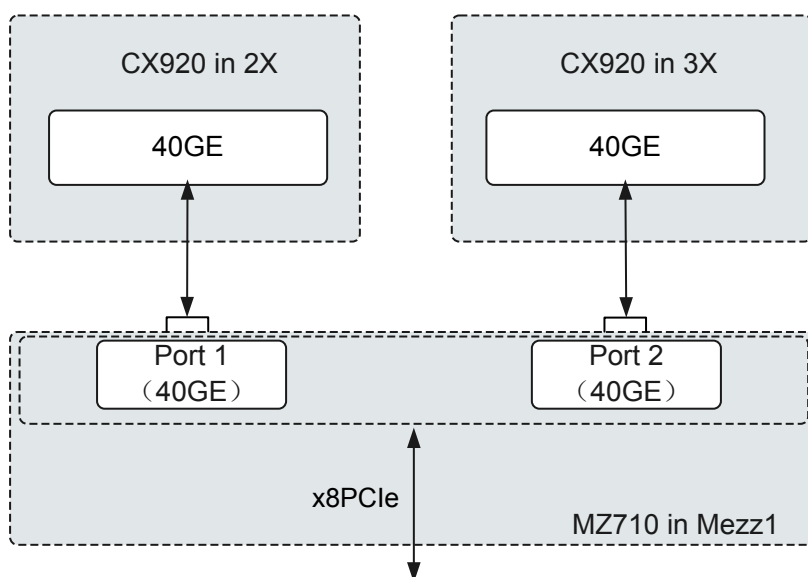 CX920 in 2X
CX920 in 3X
40GE
40GE
Port 1
（40GE）
Port 2
（40GE）
x8PCIe
MZ710 in Mezz1